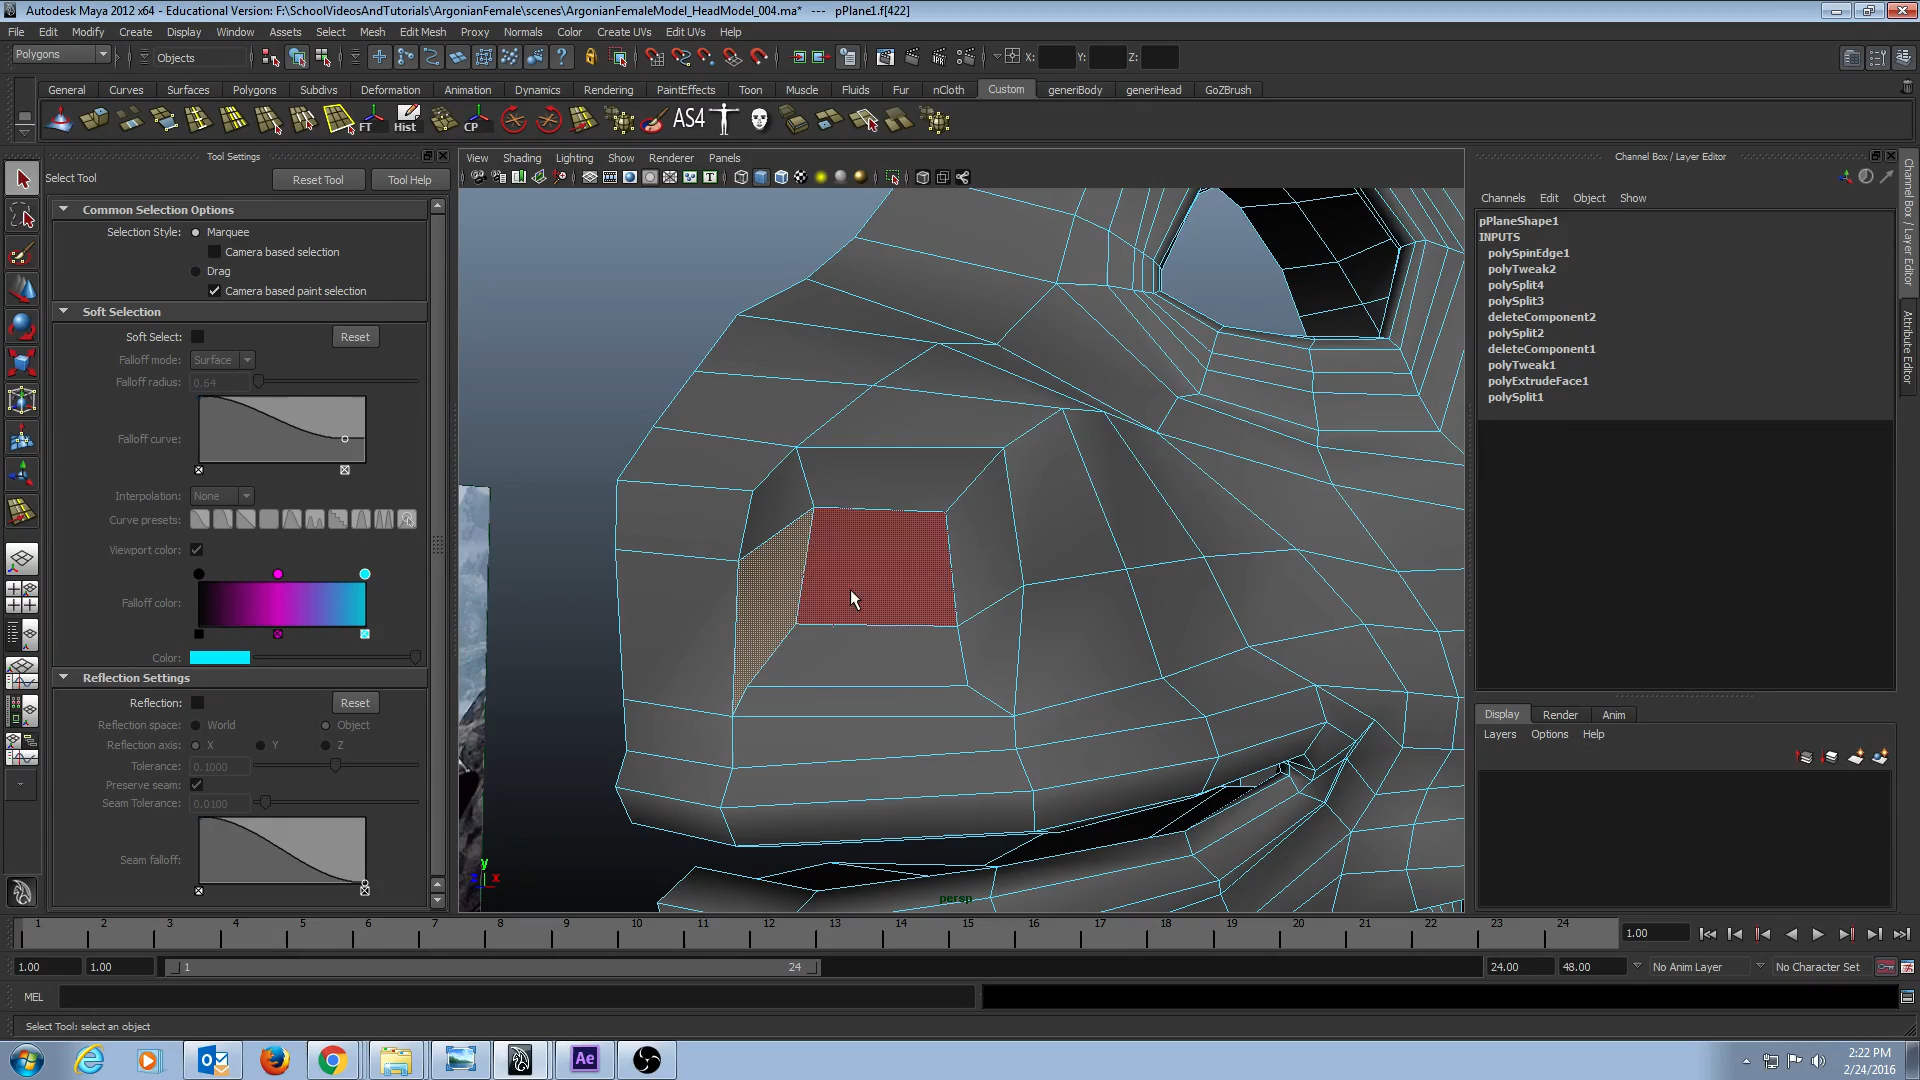 Autodesk Maya 2012 x64 - Educational Version: F:\SchoolVideosAndTutorials\ArgonianFemale\scenes\ArgonianFemaleModel_HeadModel_004.ma*  ---  pPlane1.f[422]
File Edit Modify Create Display Window Assets Select Mesh Edit Mesh Proxy Normals Color Create UVs Edit UVs Help
Polygons Objects X: Y: Z:
General Curves Surfaces Polygons Subdivs Deformation Animation Dynamics Rendering PaintEffects Toon Muscle Fluids Fur nCloth Custom generiBody generiHead GoZBrush
FT Hist CP AS4
Tool Settings
Select Tool Reset Tool Tool Help
Common Selection Options
Selection Style: Marquee
Camera based selection
Drag
Camera based paint selection
Soft Selection
Soft Select: Reset
Falloff mode: Surface
Falloff radius: 0.64
Falloff curve:
Interpolation: None
Curve presets:
Viewport color:
Falloff color:
Color:
Reflection Settings
Reflection: Reset
Reflection space: World Object
Reflection axis: X Y Z
Tolerance: 0.1000
Preserve seam:
Seam Tolerance: 0.0100
Seam falloff:
View Shading Lighting Show Renderer Panels
y
z x
persp
Channel Box / Layer Editor
Channels Edit Object Show
pPlaneShape1
INPUTS
polySpinEdge1
polyTweak2
polySplit4
polySplit3
deleteComponent2
polySplit2
deleteComponent1
polyTweak1
polyExtrudeFace1
polySplit1
Channel Box / Layer Editor
Attribute Editor
Display Render Anim
Layers Options Help
1 2 3 4 5 6 7 8 9 10 11 12 13 14 15 16 17 18 19 20 21 22 23 24 1.00
1.00 1.00 1 24 24.00 48.00 No Anim Layer No Character Set
MEL
Select Tool: select an object
Ae
2:22 PM
2/24/2016